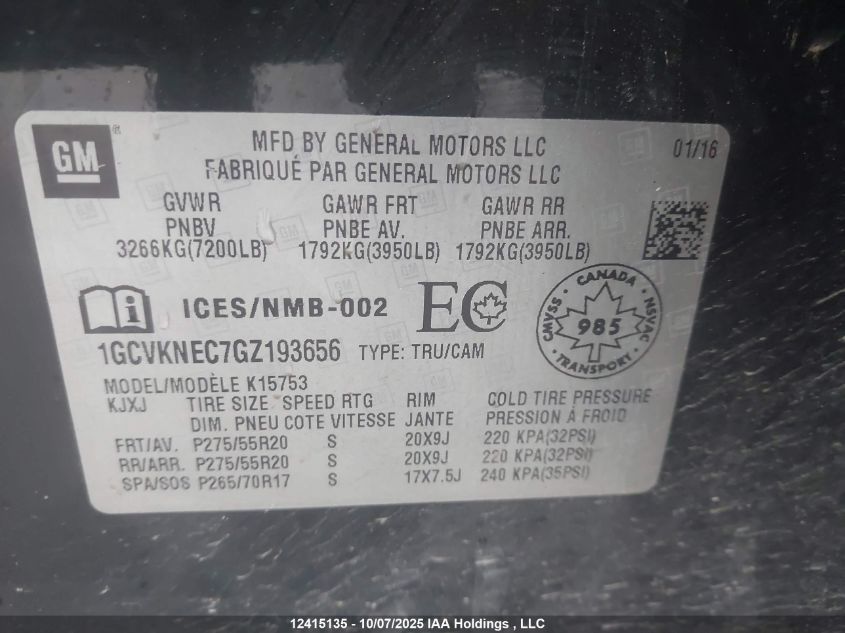 GM ®
MFD BY GENERAL MOTORS LLC
01/16
FABRIQUÉ PAR GENERAL MOTORS LLC
GVWR GAWR FRT GAWR RR
PNBV PNBE AV. PNBE ARR.
3266KG(7200LB) 1792KG(3950LB) 1792KG(3950LB)
i ICES/NMB-002 EC
CANADA
CMVSS 985 NSVAC
TRANSPORT
1GCVKNEC7GZ193656 TYPE: TRU/CAM
MODEL/MODÈLE K15753
KJXJ TIRE SIZE SPEED RTG RIM COLD TIRE PRESSURE
DIM. PNEU COTE VITESSE JANTE PRESSION À FROID
FRT/AV. P275/55R20 S 20X9J 220 KPA(32PSI)
RR/ARR. P275/55R20 S 20X9J 220 KPA(32PSI)
SPA/SOS P265/70R17 S 17X7.5J 240 KPA(35PSI)
12415135 - 10/07/2025 IAA Holdings , LLC